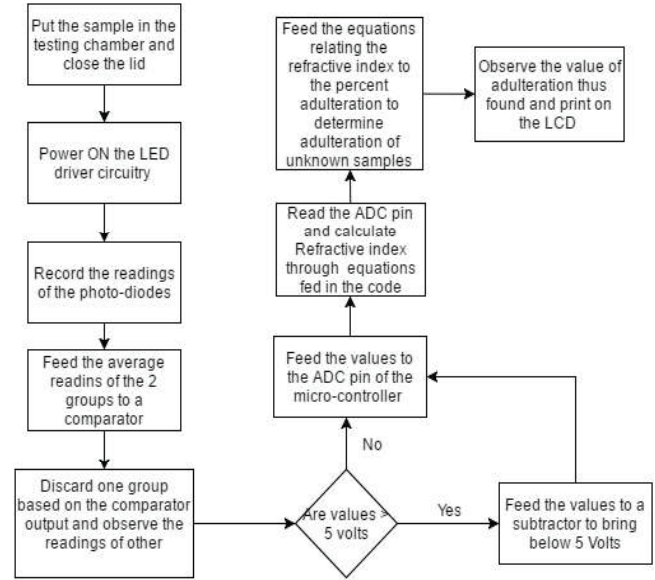 Put the sample in the
testing chamber and
close the lid
Power ON the LED
driver circuitry
Record the readings
of the photo-diodes
Feed the average
readins of the 2
groups to a
comparator
Discard one group
based on the comparator
output and observe the
readings of other
Are values >
5 volts
Yes
Feed the values to a
subtractor to bring
below 5 Volts
No
Feed the values to
the ADC pin of the
micro-controller
Read the ADC pin
and calculate
Refractive index
through equations
fed in the code
Feed the equations
relating the
refractive index to
the percent
adulteration to
determine
adulteration of
unknown samples
Observe the value of
adulteration thus
found and print on
the LCD